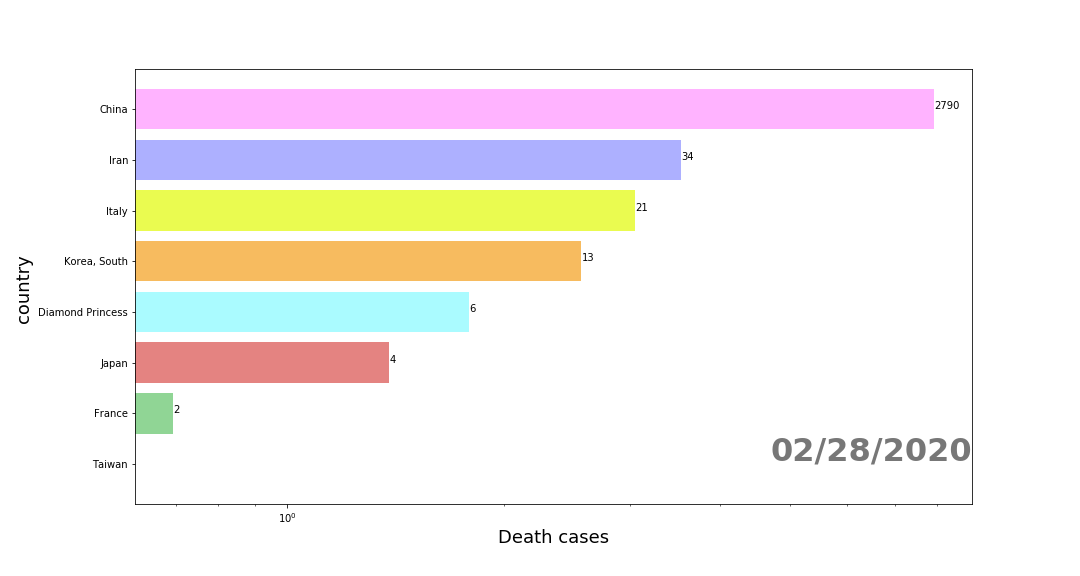 China
2790
Iran
34
Italy
21
Korea, South
13
Diamond Princess
6
Japan
4
France
2
Taiwan
02/28/2020
10⁰
Death cases
country